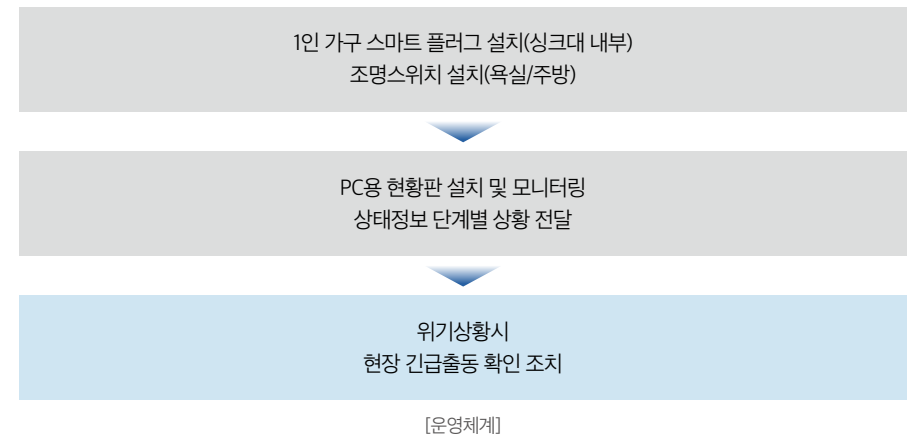 1인 가구 스마트 플러그 설치(싱크대 내부)
조명스위치 설치(욕실/주방)
PC용 현황판 설치 및 모니터링
상태정보 단계별 상황 전달
위기상황시
현장 긴급출동 확인 조치
[운영체계]